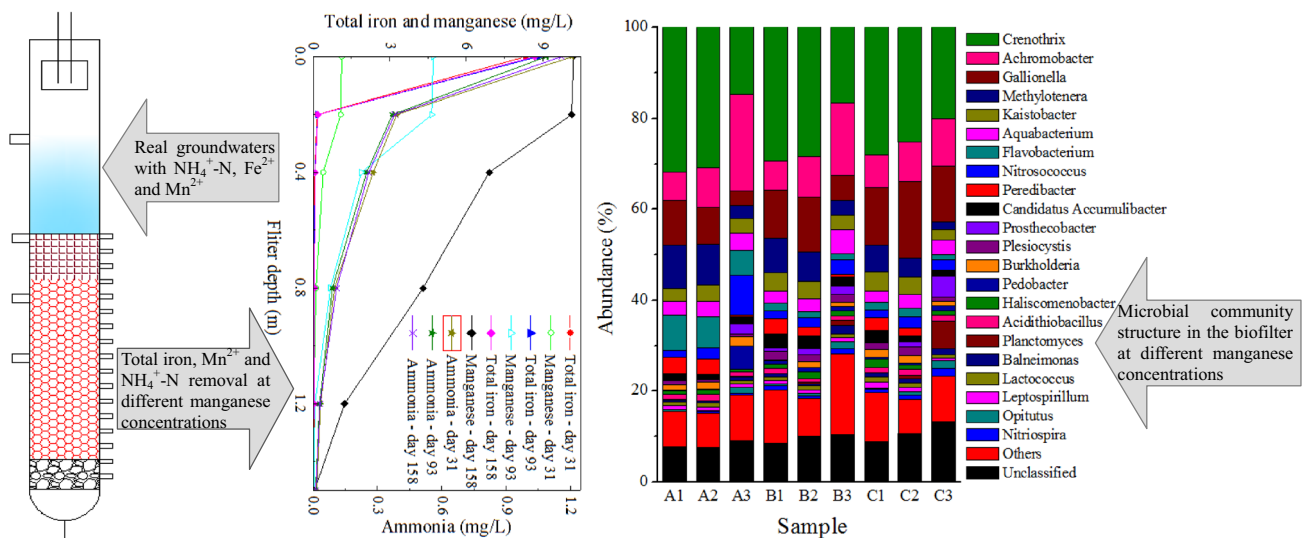 Real groundwaters
with NH₄⁺-N, Fe²⁺
and Mn²⁺
Total iron, Mn²⁺ and
NH₄⁺-N removal at
different manganese
concentrations
Total iron and manganese (mg/L)
0 3 6 9
0.0
0.4
0.8
1.2
Fliter depth (m)
Total iron - day 31
Manganese - day 31
Total iron - day 93
Manganese - day 93
Total iron - day 158
Manganese - day 158
Ammonia - day 31
Ammonia - day 93
Ammonia - day 158
0.0 0.3 0.6 0.9 1.2
Ammonia (mg/L)
Abundance (%)
100
80
60
40
20
0
A1 A2 A3 B1 B2 B3 C1 C2 C3
Sample
Crenothrix
Achromobacter
Gallionella
Methylotenera
Kaistobacter
Aquabacterium
Flavobacterium
Nitrosococcus
Peredibacter
Candidatus Accumulibacter
Prosthecobacter
Plesiocystis
Burkholderia
Pedobacter
Haliscomenobacter
Acidithiobacillus
Planctomyces
Balneimonas
Lactococcus
Leptospirillum
Opitutus
Nitriospira
Others
Unclassified
Microbial community
structure in the biofilter
at different manganese
concentrations